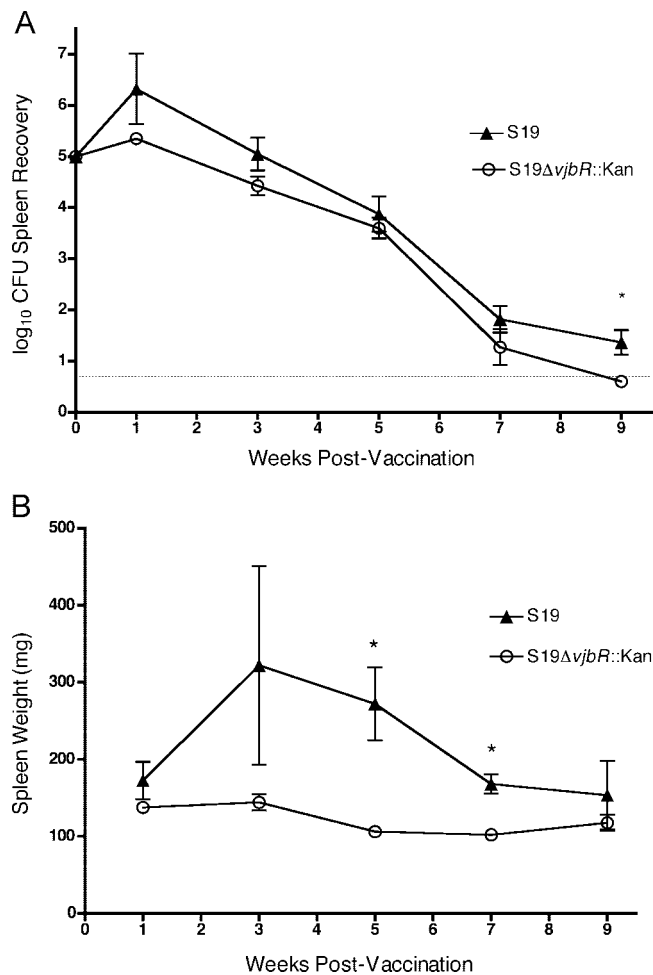 A
7
6
5
4
3
2
1
0
log10 CFU Spleen Recovery
S19
S19ΔvjbR::Kan
*
0 1 2 3 4 5 6 7 8 9
Weeks Post-Vaccination
B
500
400
300
200
100
0
Spleen Weight (mg)
S19
S19ΔvjbR::Kan
*
*
0 1 2 3 4 5 6 7 8 9
Weeks Post-Vaccination